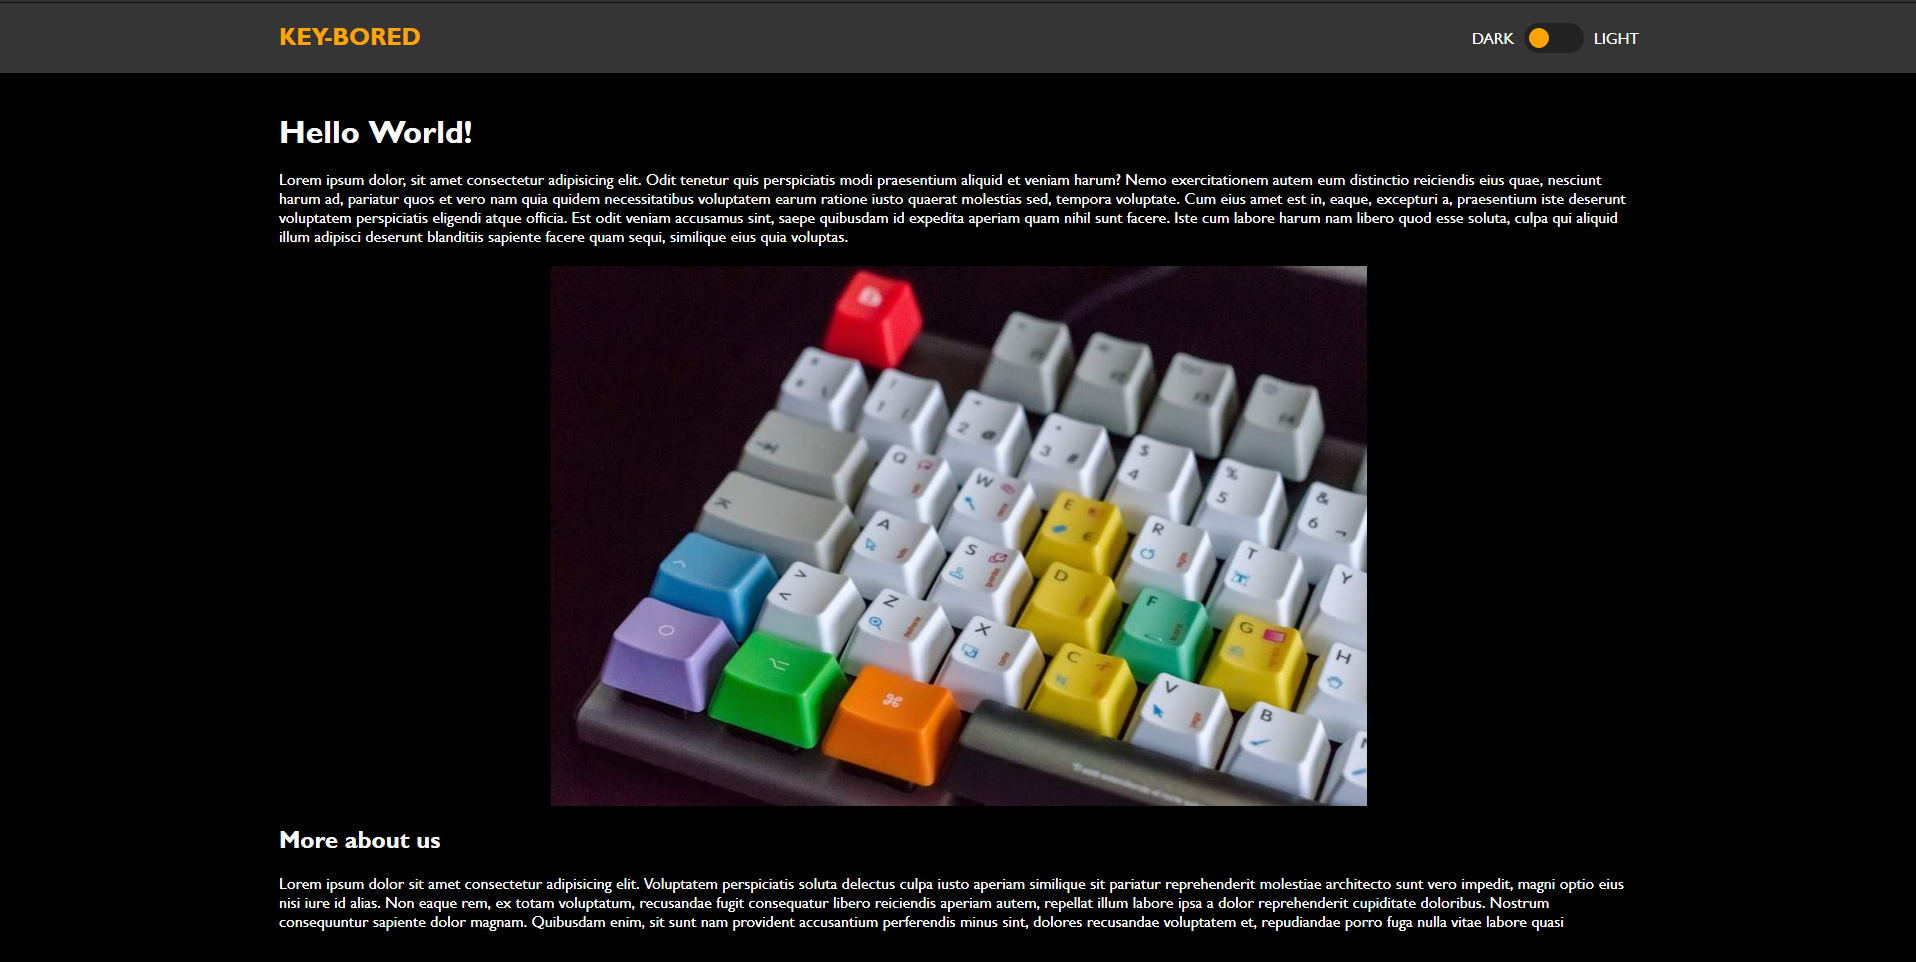 KEY-BORED
DARK LIGHT
Hello World!
Lorem ipsum dolor, sit amet consectetur adipisicing elit. Odit tenetur quis perspiciatis modi praesentium aliquid et veniam harum? Nemo exercitationem autem eum distinctio reiciendis eius quae, nesciunt
harum ad, pariatur quos et vero nam quia quidem necessitatibus voluptatem earum ratione iusto quaerat molestias sed, tempora voluptate. Cum eius amet est in, eaque, excepturi a, praesentium iste deserunt
voluptatem perspiciatis eligendi atque officia. Est odit veniam accusamus sint, saepe quibusdam id expedita aperiam quam nihil sunt facere. Iste cum labore harum nam libero quod esse soluta, culpa qui aliquid
illum adipisci deserunt blanditiis sapiente facere quam sequi, similique eius quia voluptas.
2 @
3 #
$ 4
% 5
& 6 ¬
Q W E € R T Y
A S D F G H
> < Z X C V B
More about us
Lorem ipsum dolor sit amet consectetur adipisicing elit. Voluptatem perspiciatis soluta delectus culpa iusto aperiam similique sit pariatur reprehenderit molestiae architecto sunt vero impedit, magni optio eius
nisi iure id alias. Non eaque rem, ex totam voluptatum, recusandae fugit consequatur libero reiciendis aperiam autem, repellat illum labore ipsa a dolor reprehenderit cupiditate doloribus. Nostrum
consequuntur sapiente dolor magnam. Quibusdam enim, sit sunt nam provident accusantium perferendis minus sint, dolores recusandae voluptatem et, repudiandae porro fuga nulla vitae labore quasi